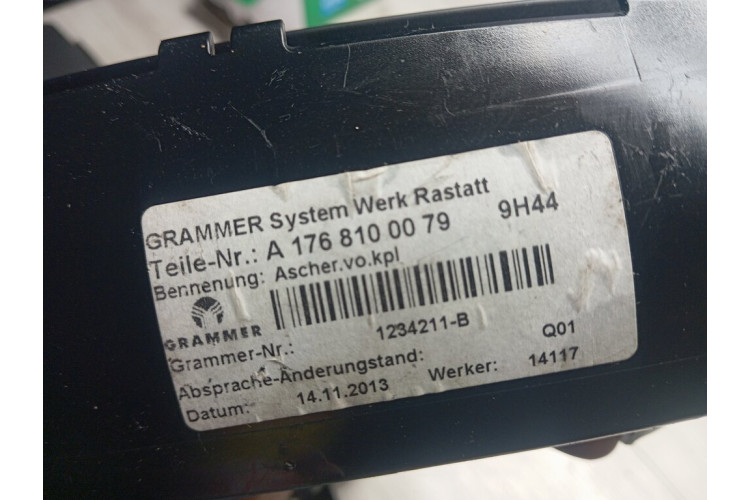 GRAMMER System Werk Rastatt
Teile-Nr.: A 176 810 00 79 9H44
Bennenung: Ascher.vo.kpl
GRAMMER
Grammer-Nr.: 1234211-B
Absprache-Änderungstand: Q01
Datum: 14.11.2013 Werker: 14117